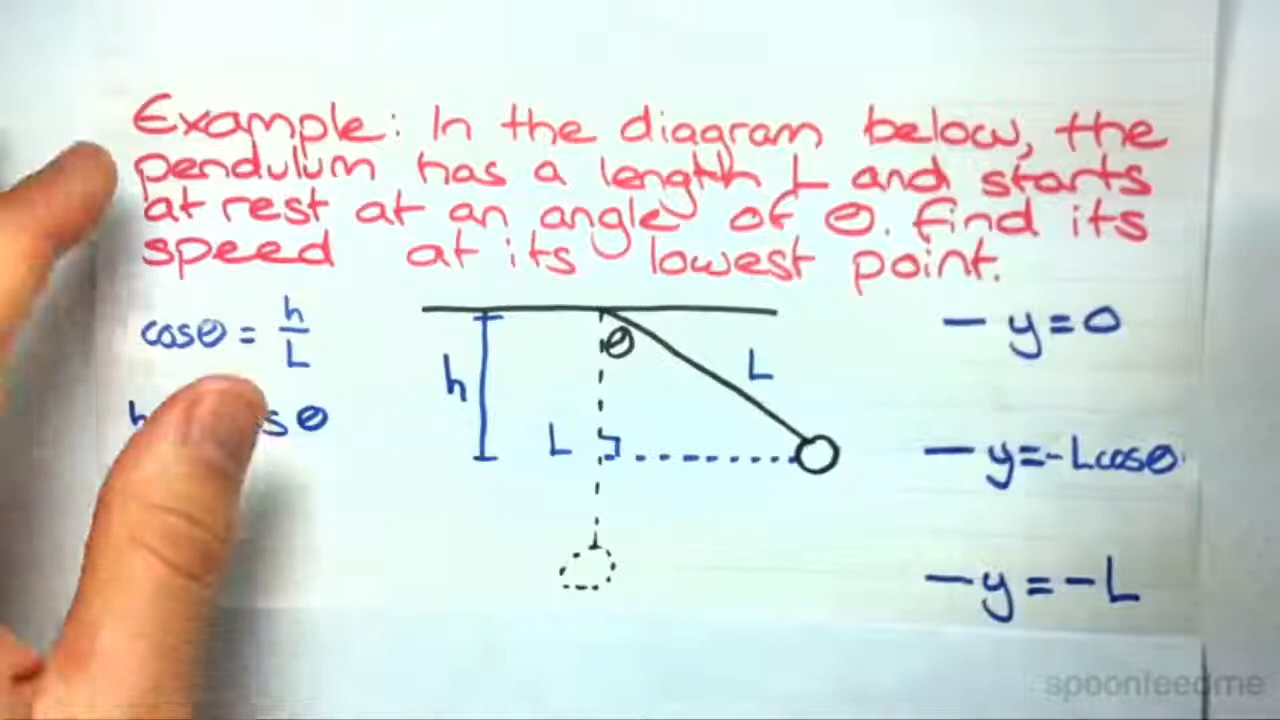 Example: In the diagram below, the
pendulum has a length L and starts
at rest at an angle of θ. Find its
speed at its lowest point.
cosθ = h/L
h
s θ
h
θ
L
L
– y=0
– y=-Lcosθ
– y=-L
spoonfeedme